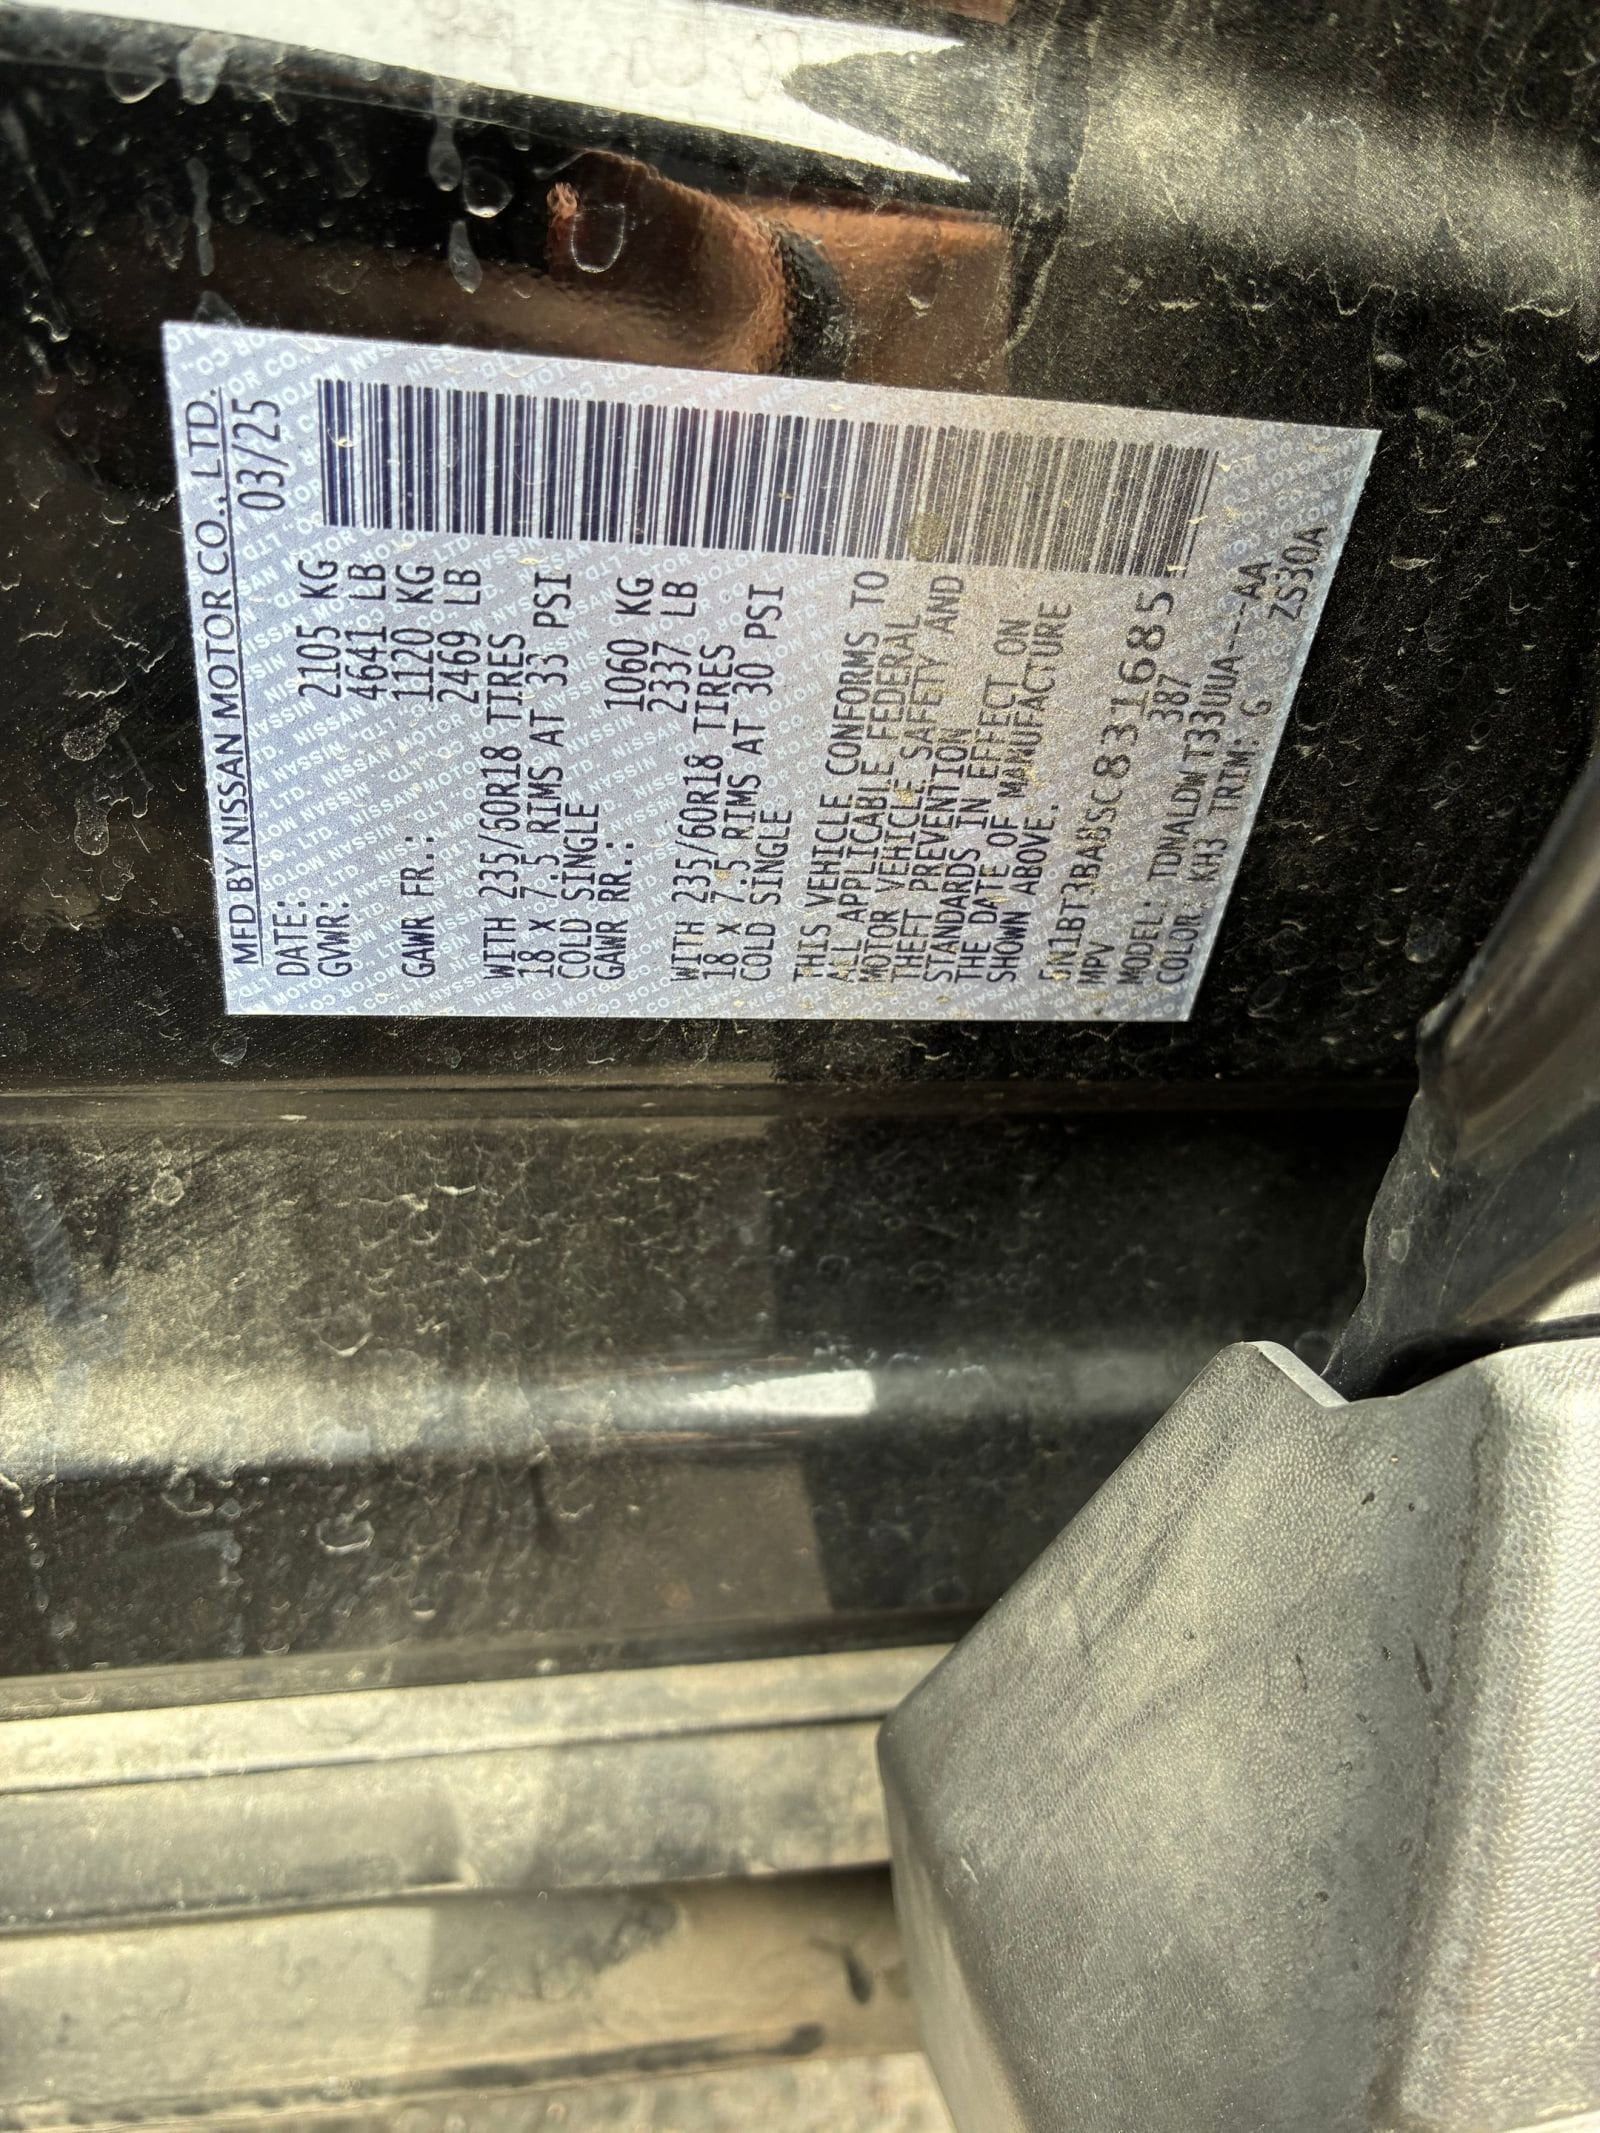 MFD BY NISSAN MOTOR CO., LTD.
DATE: 03/25
GVWR: 2105 KG
4641 LB
GAWR FR.: 1120 KG
2469 LB
WITH 235/60R18 TIRES
18 x 7.5 RIMS AT 33 PSI
COLD SINGLE
GAWR RR.: 1060 KG
2337 LB
WITH 235/60R18 TIRES
18 x 7.5 RIMS AT 30 PSI
COLD SINGLE
THIS VEHICLE CONFORMS TO
ALL APPLICABLE FEDERAL
MOTOR VEHICLE SAFETY AND
THEFT PREVENTION
STANDARDS IN EFFECT ON
THE DATE OF MANUFACTURE
SHOWN ABOVE.
5N1BT3BA8SC831685
MPV 387
MODEL: TDNALDW T33UUA----AA
COLOR: KH3 TRIM: G ZS30A